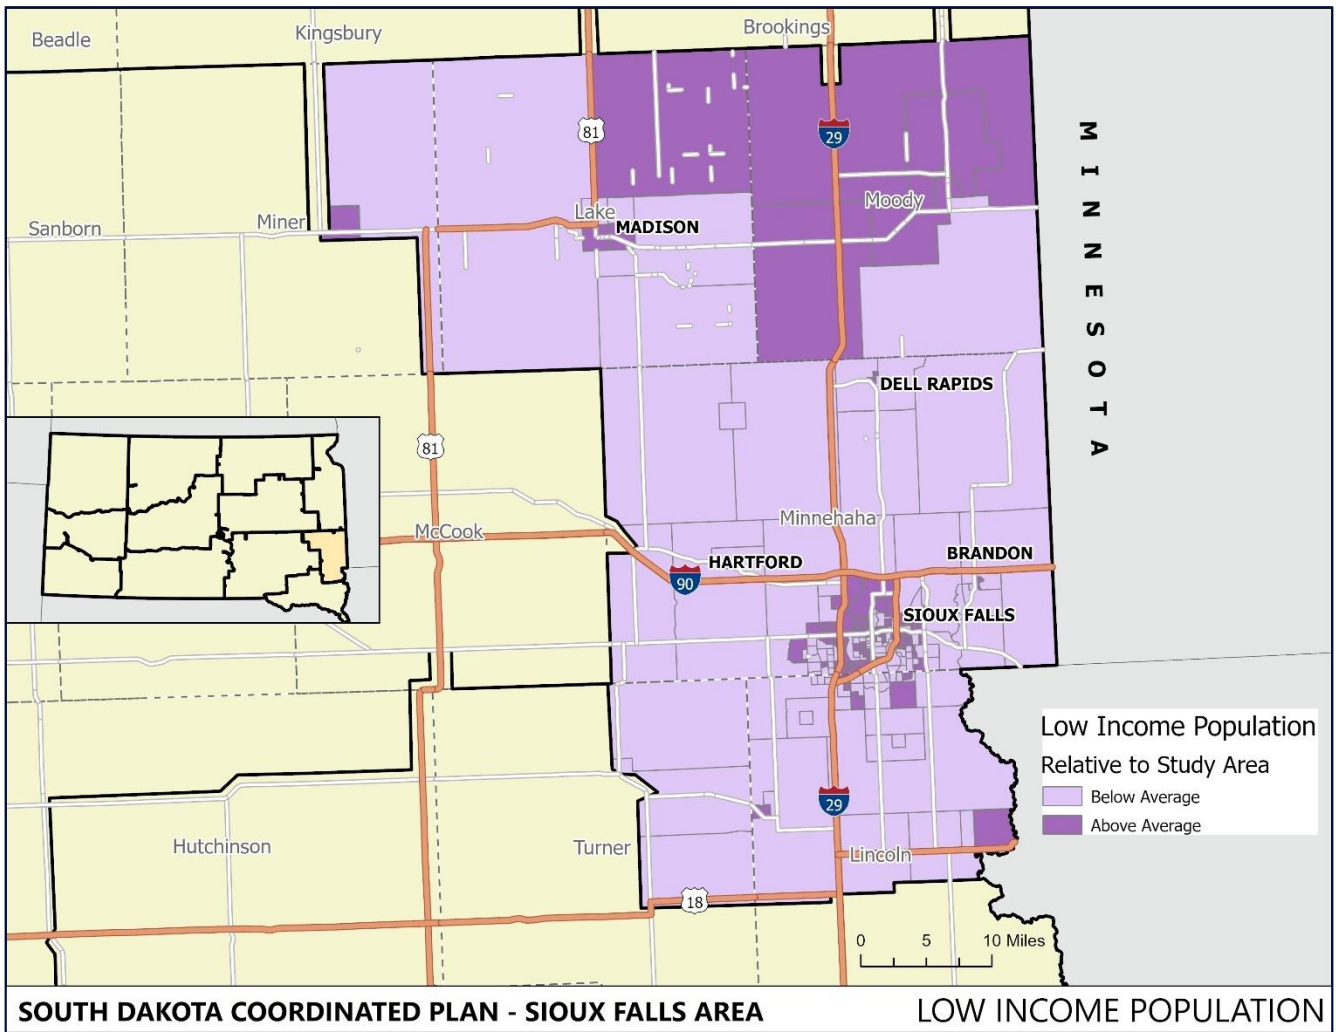 Beadle
Kingsbury
Brookings
81
29
MINNESOTA
Sanborn
Miner
Lake
MADISON
Moody
DELL RAPIDS
81
McCook
Minnehaha
HARTFORD
BRANDON
90
SIOUX FALLS
Low Income Population
Relative to Study Area
Below Average
Above Average
29
Hutchinson
Turner
Lincoln
18
0 5 10 Miles
SOUTH DAKOTA COORDINATED PLAN - SIOUX FALLS AREA
LOW INCOME POPULATION